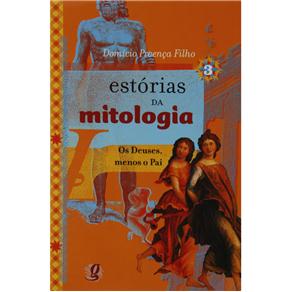 Domício Proença Filho
3
estórias
DA
mitologia
Os Deuses,
menos o Pai
g